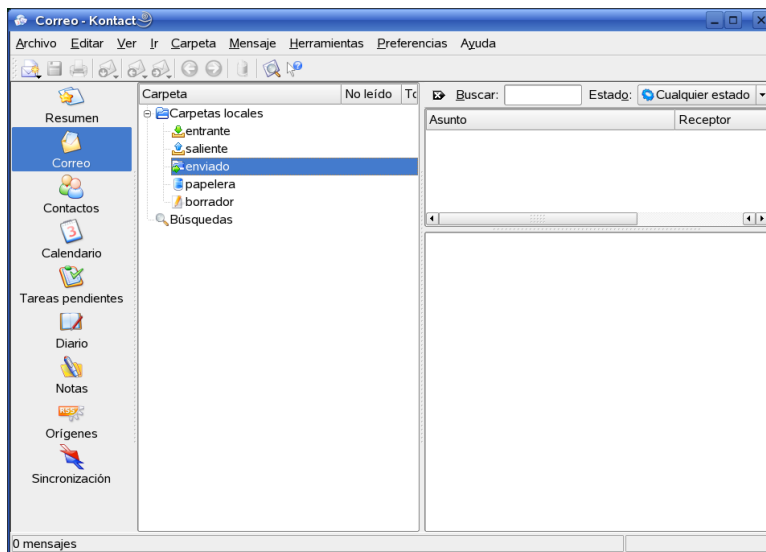 Correo - Kontact
Archivo Editar Ver Ir Carpeta Mensaje Herramientas Preferencias Ayuda
Resumen
Correo
Contactos
3
Calendario
Tareas pendientes
Diario
Notas
Orígenes
Sincronización
Carpeta No leído To
Carpetas locales
entrante
saliente
enviado
papelera
borrador
Búsquedas
Buscar: Estado: Cualquier estado
Asunto Receptor
0 mensajes